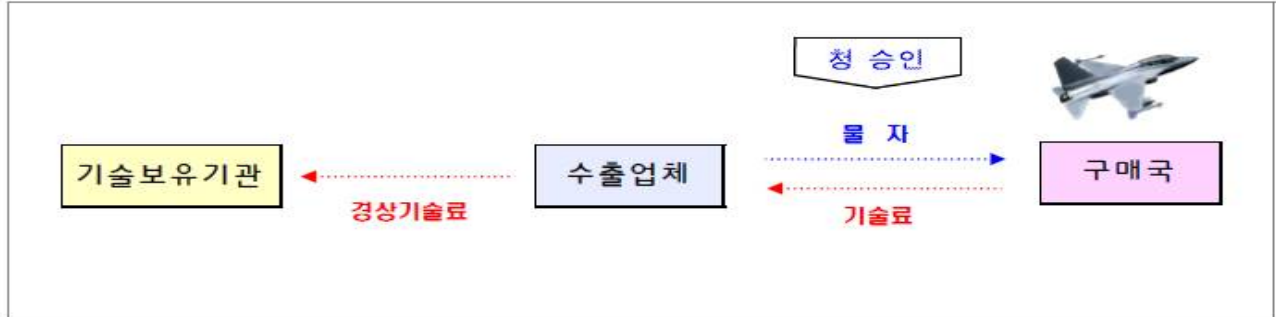 청 승인
물 자
기술보유기관
수출업체
구매국
경상기술료
기술료